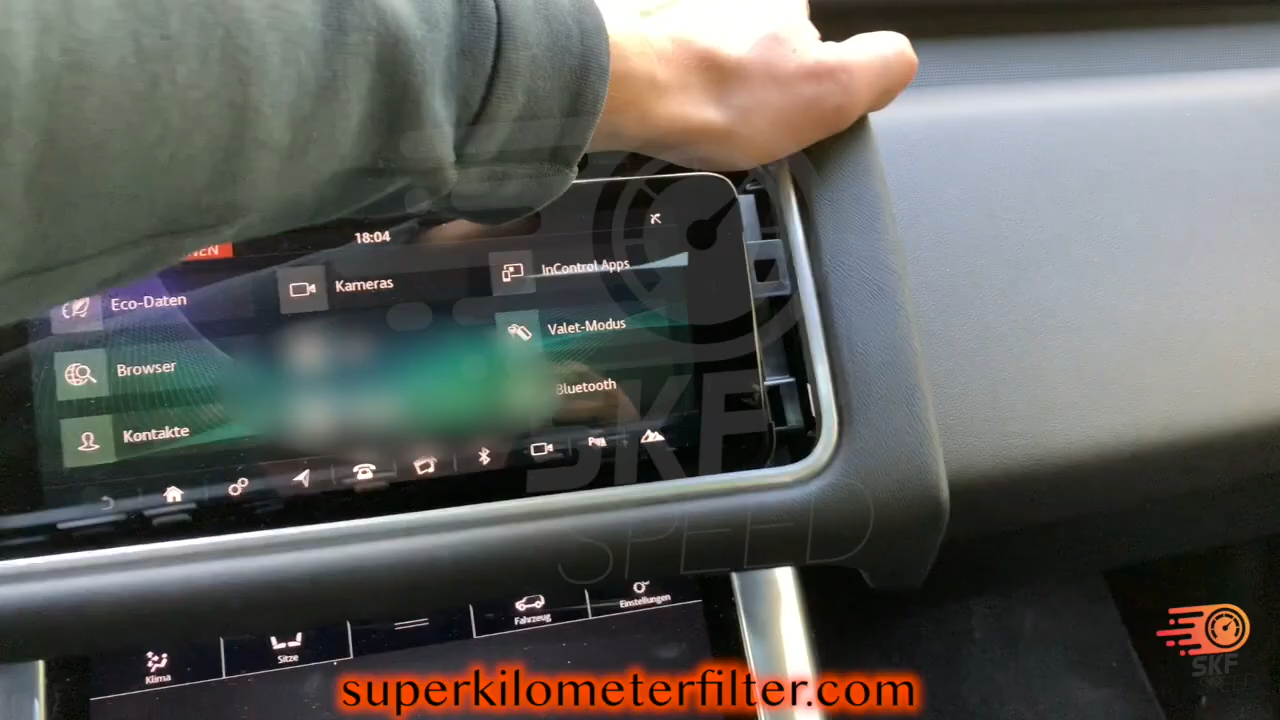 18:04
Eco-Daten
Kameras
InControl Apps
Valet-Modus
Browser
Bluetooth
Kontakte
SKF
SPEED
Klima
Sitze
Fahrzeug
Einstellungen
SKF
SPEED
superkilometerfilter.com